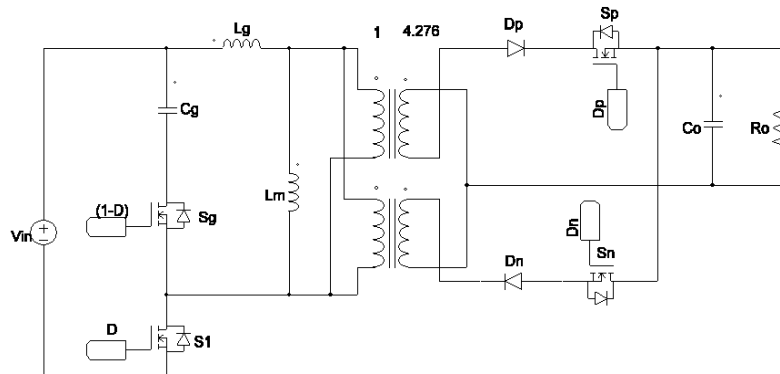 Lg
1 4.276
Dp
Sp
Cg
Dp
Co
Ro
Lm
(1-D)
Sg
Vin
Dn
Dn
Sn
D
S1